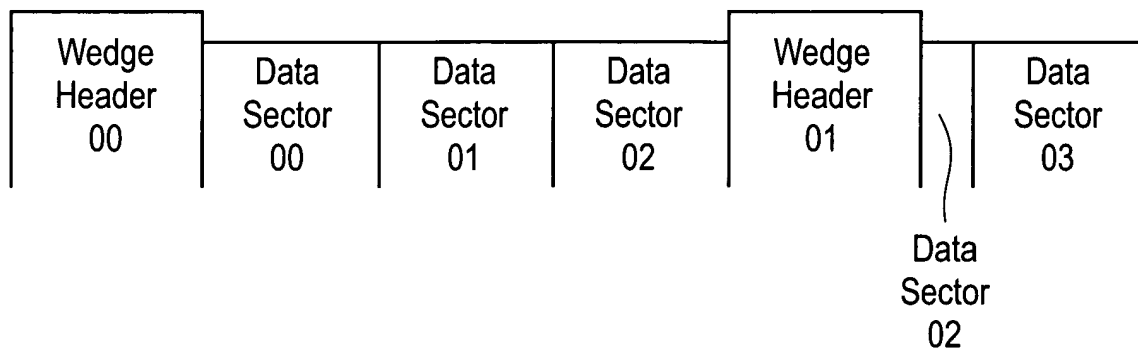 Wedge
Header
00
Data
Sector
00
Data
Sector
01
Data
Sector
02
Wedge
Header
01
Data
Sector
03
Data
Sector
02